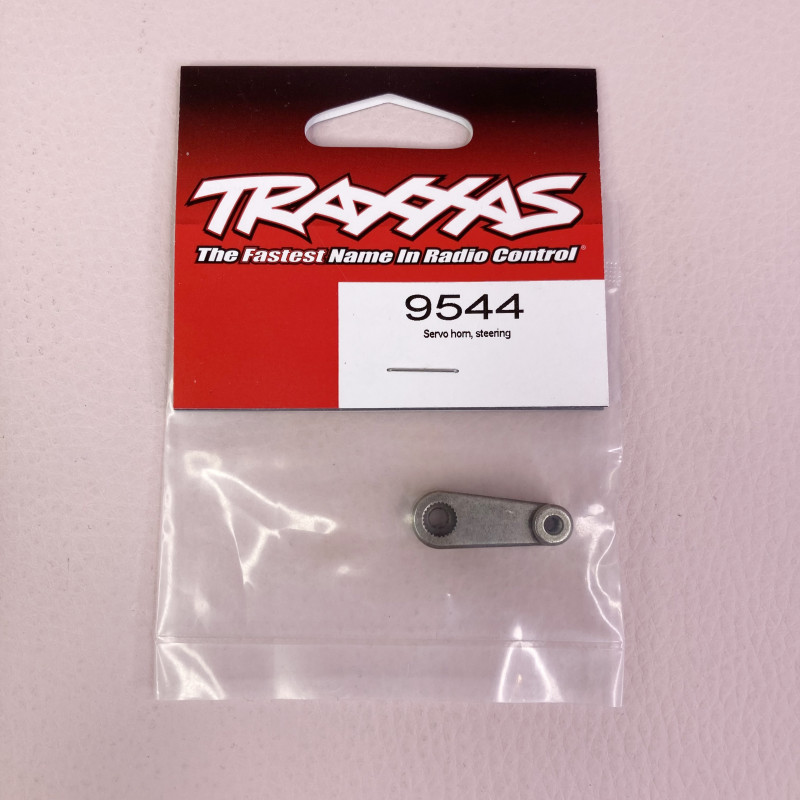 TRAXXAS
The Fastest Name In Radio Control®
9544
Servo horn, steering